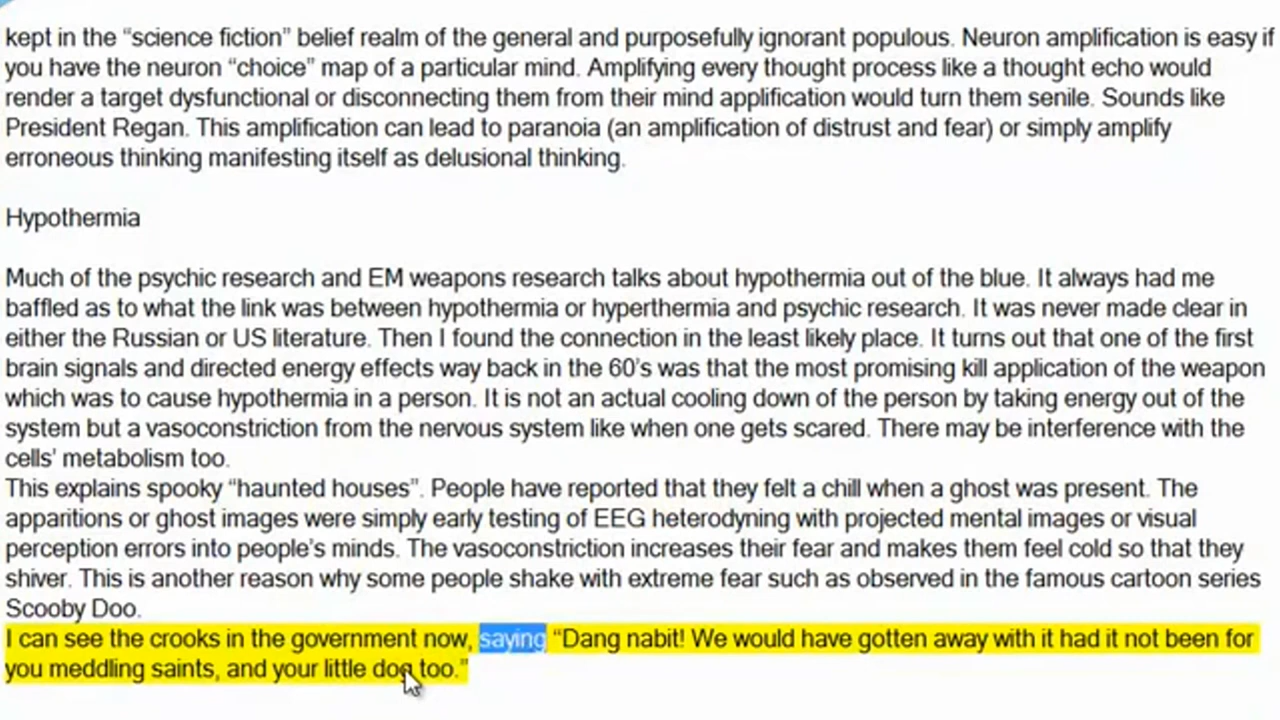 kept in the “science fiction” belief realm of the general and purposefully ignorant populous. Neuron amplification is easy if
you have the neuron “choice” map of a particular mind. Amplifying every thought process like a thought echo would
render a target dysfunctional or disconnecting them from their mind applification would turn them senile. Sounds like
President Regan. This amplification can lead to paranoia (an amplification of distrust and fear) or simply amplify
erroneous thinking manifesting itself as delusional thinking.
Hypothermia
Much of the psychic research and EM weapons research talks about hypothermia out of the blue. It always had me
baffled as to what the link was between hypothermia or hyperthermia and psychic research. It was never made clear in
either the Russian or US literature. Then I found the connection in the least likely place. It turns out that one of the first
brain signals and directed energy effects way back in the 60’s was that the most promising kill application of the weapon
which was to cause hypothermia in a person. It is not an actual cooling down of the person by taking energy out of the
system but a vasoconstriction from the nervous system like when one gets scared. There may be interference with the
cells’ metabolism too.
This explains spooky “haunted houses”. People have reported that they felt a chill when a ghost was present. The
apparitions or ghost images were simply early testing of EEG heterodyning with projected mental images or visual
perception errors into people’s minds. The vasoconstriction increases their fear and makes them feel cold so that they
shiver. This is another reason why some people shake with extreme fear such as observed in the famous cartoon series
Scooby Doo.
I can see the crooks in the government now, saying “Dang nabit! We would have gotten away with it had it not been for
you meddling saints, and your little dog too.”